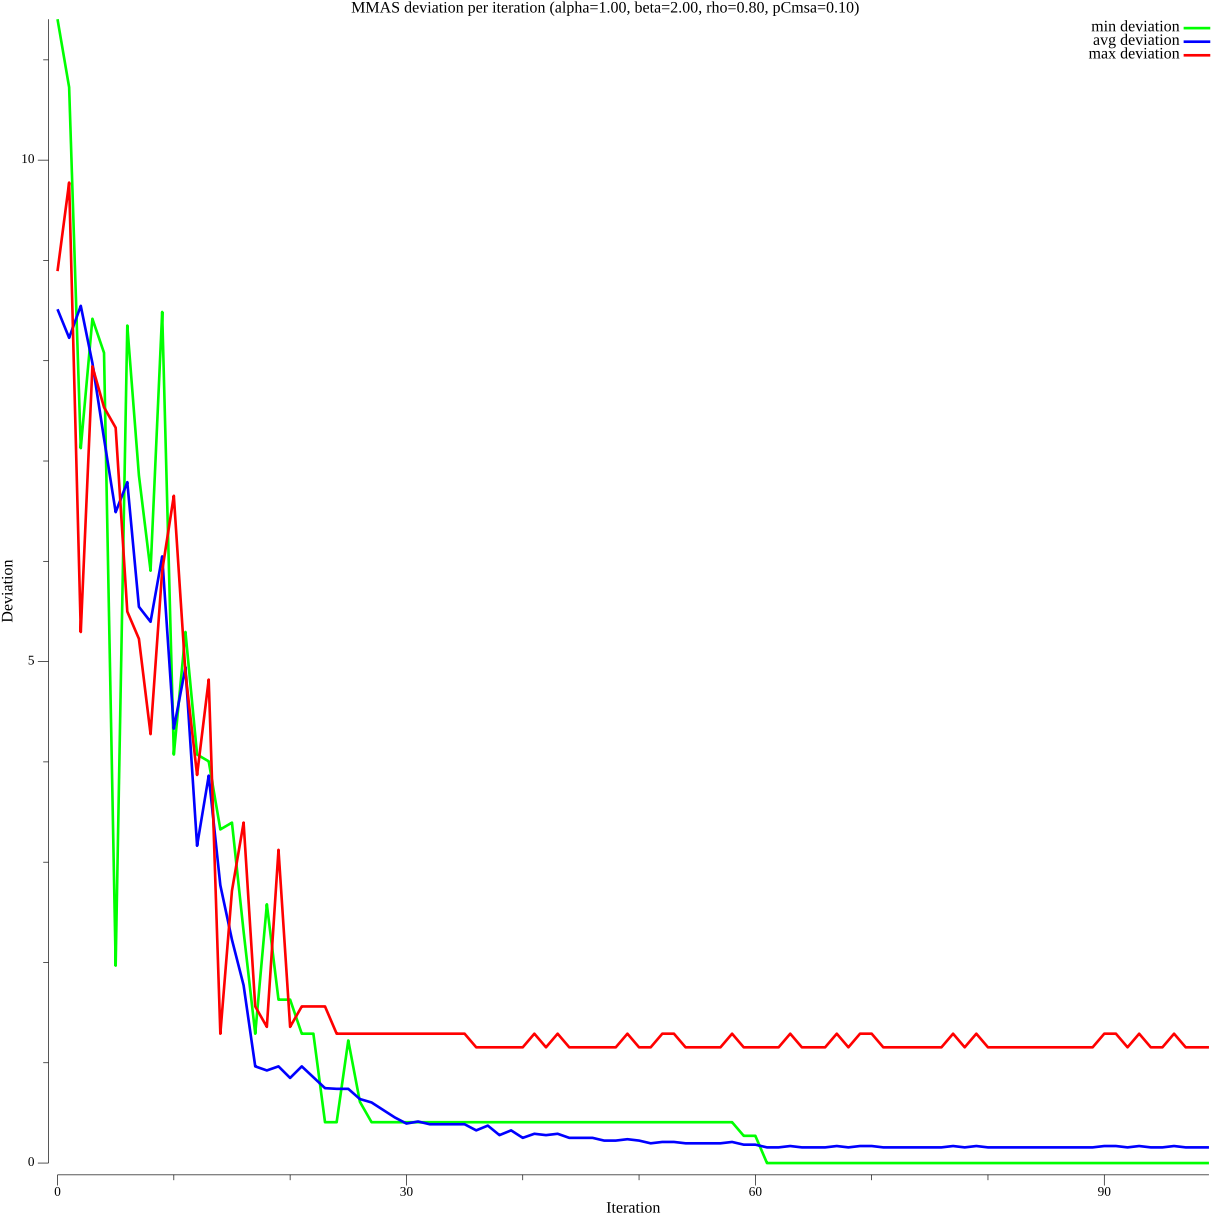 MMAS deviation per iteration (alpha=1.00, beta=2.00, rho=0.80, pCmsa=0.10)
min deviation
avg deviation
max deviation
10
5
0
Deviation
0 30 60 90
Iteration